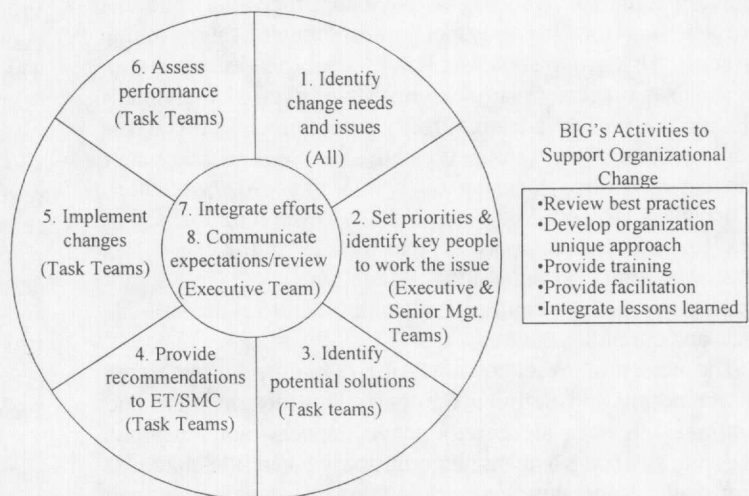 6. Assess
performance
(Task Teams)
1. Identify
change needs
and issues
(All)
5. Implement
changes
(Task Teams)
7. Integrate efforts
8. Communicate
expectations/review
(Executive Team)
2. Set priorities &
identify key people
to work the issue
(Executive &
Senior Mgt.
Teams)
4. Provide
recommendations
to ET/SMC
(Task Teams)
3. Identify
potential solutions
(Task teams)
BIG's Activities to
Support Organizational
Change
•Review best practices
•Develop organization
unique approach
•Provide training
•Provide facilitation
•Integrate lessons learned